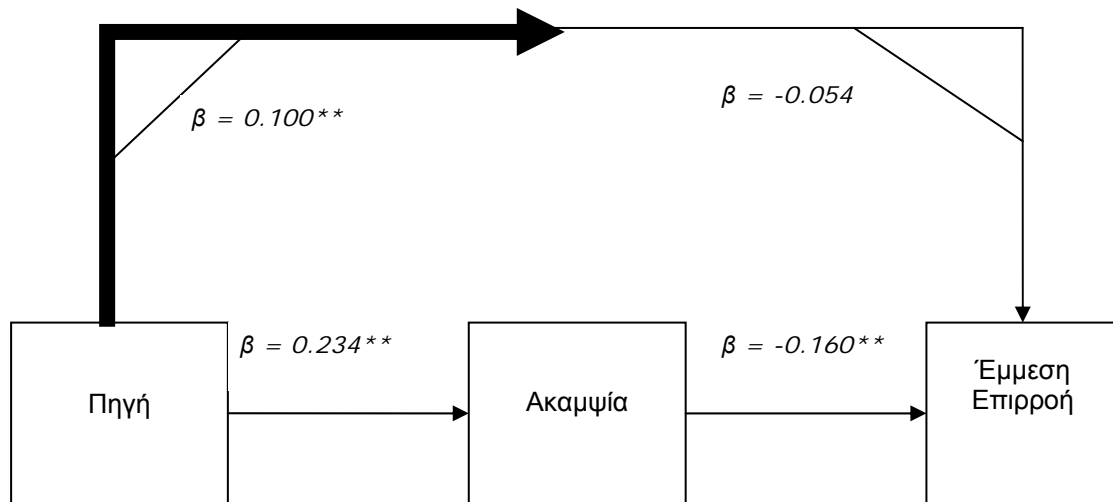 β = 0.100**
β = -0.054
β = 0.234**
β = -0.160**
Πηγή
Ακαμψία
Έμμεση
Επιρροή